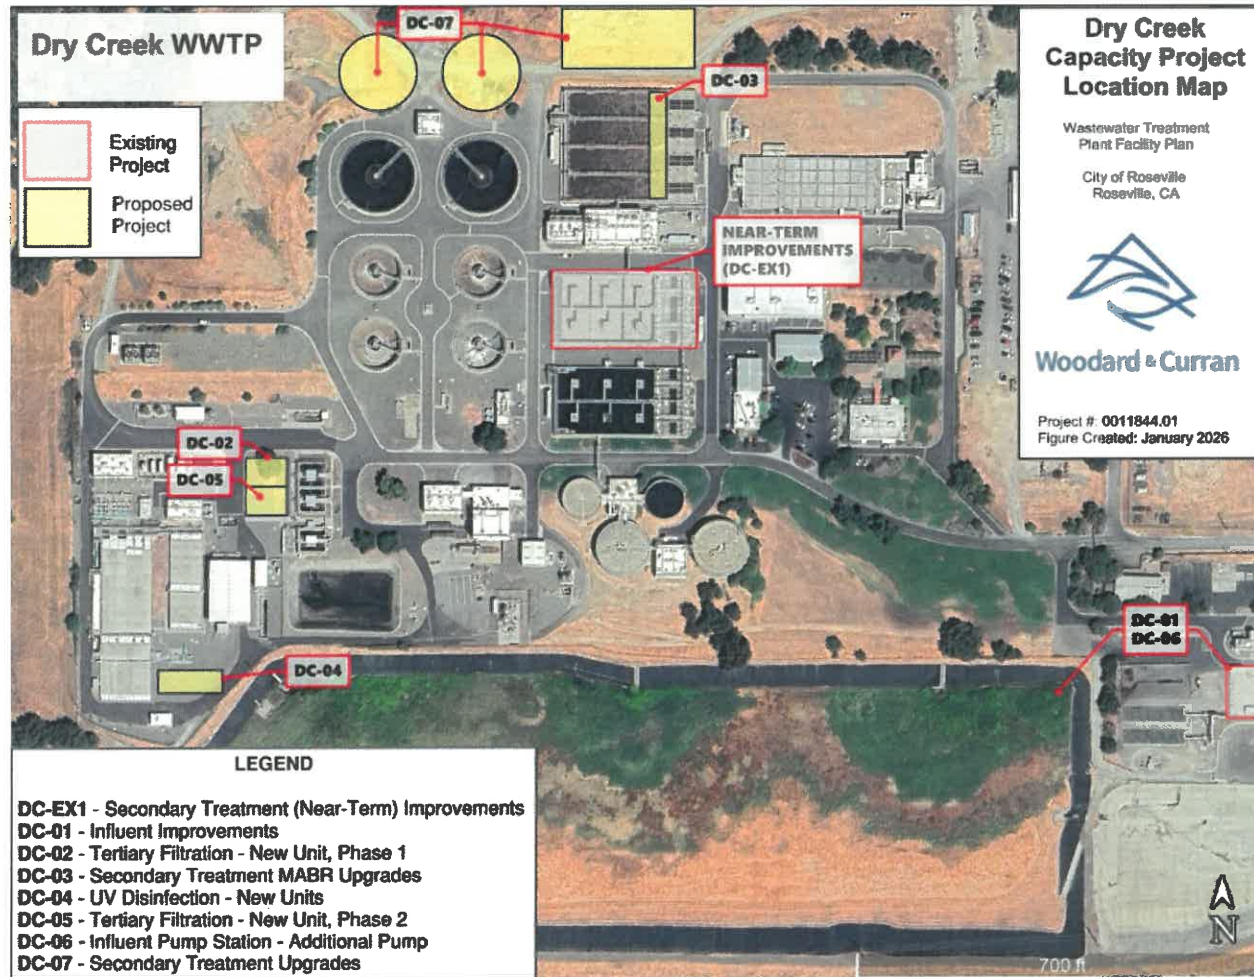 Dry Creek WWTP
Existing
Project
Proposed
Project
DC-07
DC-03
NEAR-TERM
IMPROVEMENTS
(DC-EX1)
DC-02
DC-05
DC-04
DC-01
DC-06
Dry Creek
Capacity Project
Location Map
Wastewater Treatment
Plant Facility Plan
City of Roseville
Roseville, CA
Woodard & Curran
Project #: 0011844.01
Figure Created: January 2026
LEGEND
DC-EX1 - Secondary Treatment (Near-Term) Improvements
DC-01 - Influent Improvements
DC-02 - Tertiary Filtration - New Unit, Phase 1
DC-03 - Secondary Treatment MABR Upgrades
DC-04 - UV Disinfection - New Units
DC-05 - Tertiary Filtration - New Unit, Phase 2
DC-06 - Influent Pump Station - Additional Pump
DC-07 - Secondary Treatment Upgrades
N
700 ft